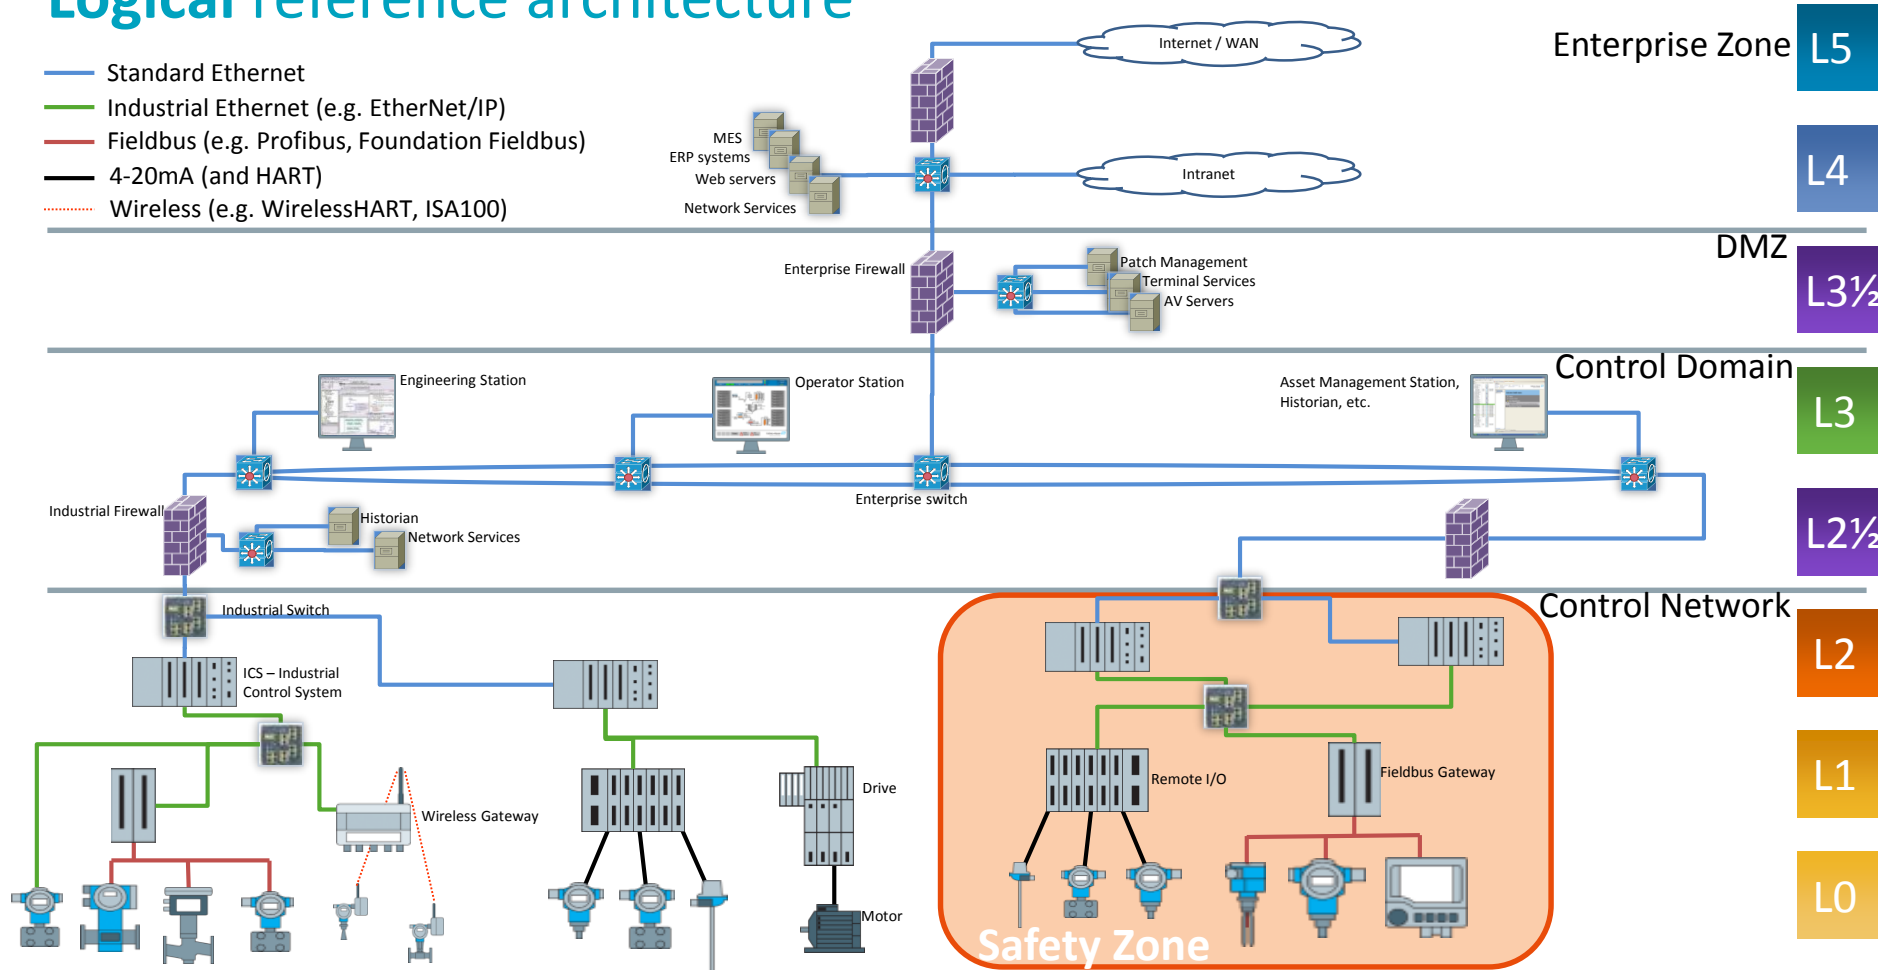 Logical reference architecture
Standard Ethernet
Industrial Ethernet (e.g. EtherNet/IP)
Fieldbus (e.g. Profibus, Foundation Fieldbus)
4-20mA (and HART)
Wireless (e.g. WirelessHART, ISA100)
Internet / WAN
Enterprise Zone
L5
MES
ERP systems
Web servers
Network Services
Intranet
L4
DMZ
L3½
Enterprise Firewall
Patch Management
Terminal Services
AV Servers
Control Domain
L3
Engineering Station
Operator Station
Asset Management Station,
Historian, etc.
Enterprise switch
Industrial Firewall
Historian
Network Services
L2½
Control Network
L2
Industrial Switch
ICS – Industrial
Control System
Wireless Gateway
Drive
Motor
Remote I/O
Fieldbus Gateway
L1
L0
Safety Zone